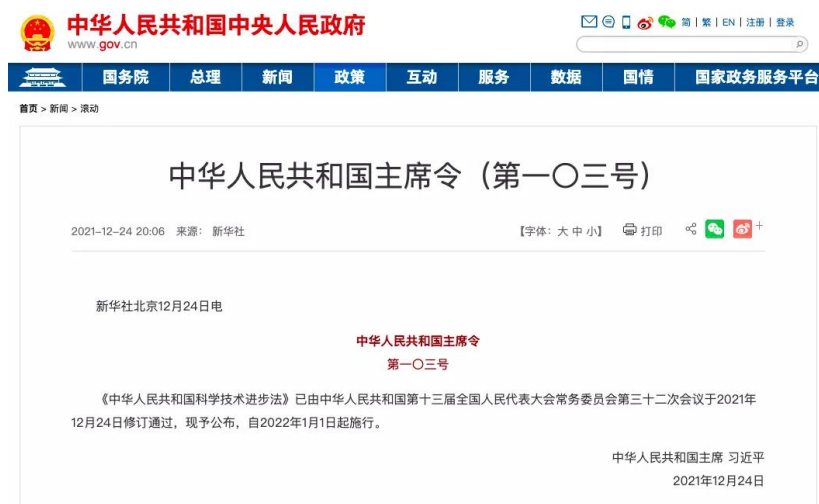 中华人民共和国中央人民政府
www.gov.cn
简 | 繁 | EN | 注册 | 登录
国务院 总理 新闻 政策 互动 服务 数据 国情 国家政务服务平台
首页 > 新闻 > 滚动
中华人民共和国主席令（第一〇三号）
2021-12-24 20:06 来源： 新华社 【字体：大 中 小】 打印
新华社北京12月24日电
中华人民共和国主席令
第一〇三号
《中华人民共和国科学技术进步法》已由中华人民共和国第十三届全国人民代表大会常务委员会第三十二次会议于2021年
12月24日修订通过，现予公布，自2022年1月1日起施行。
中华人民共和国主席 习近平
2021年12月24日